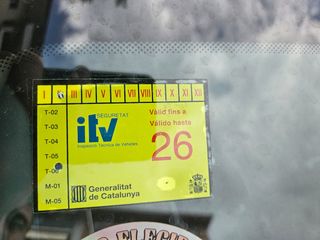 I III IV V VI VII VIII IX X XI XII
T-02
T-03
T-04
T-05
T-06
M-01
M-05
SEGURETAT
itv
Inspecció Tècnica de Vehicles
Vàlid fins a
Válido hasta
26
Generalitat
de Catalunya